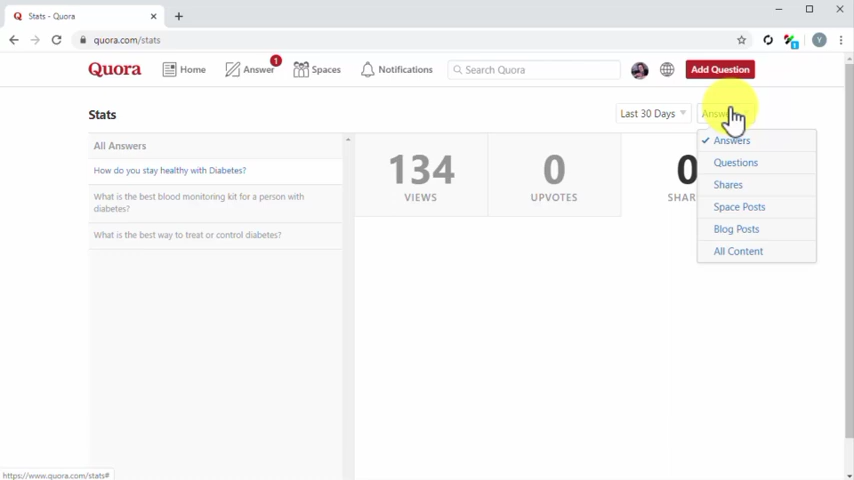 Stats - Quora
quora.com/stats
Y
Quora
Home
Answer
1
Spaces
Notifications
Search Quora
Add Question
Stats
Last 30 Days
All Answers
Answers
How do you stay healthy with Diabetes?
Questions
What is the best blood monitoring kit for a person with
diabetes?
Shares
What is the best way to treat or control diabetes?
Space Posts
134
VIEWS
0
UPVOTES
0
Blog Posts
All Content
https://www.quora.com/stats#